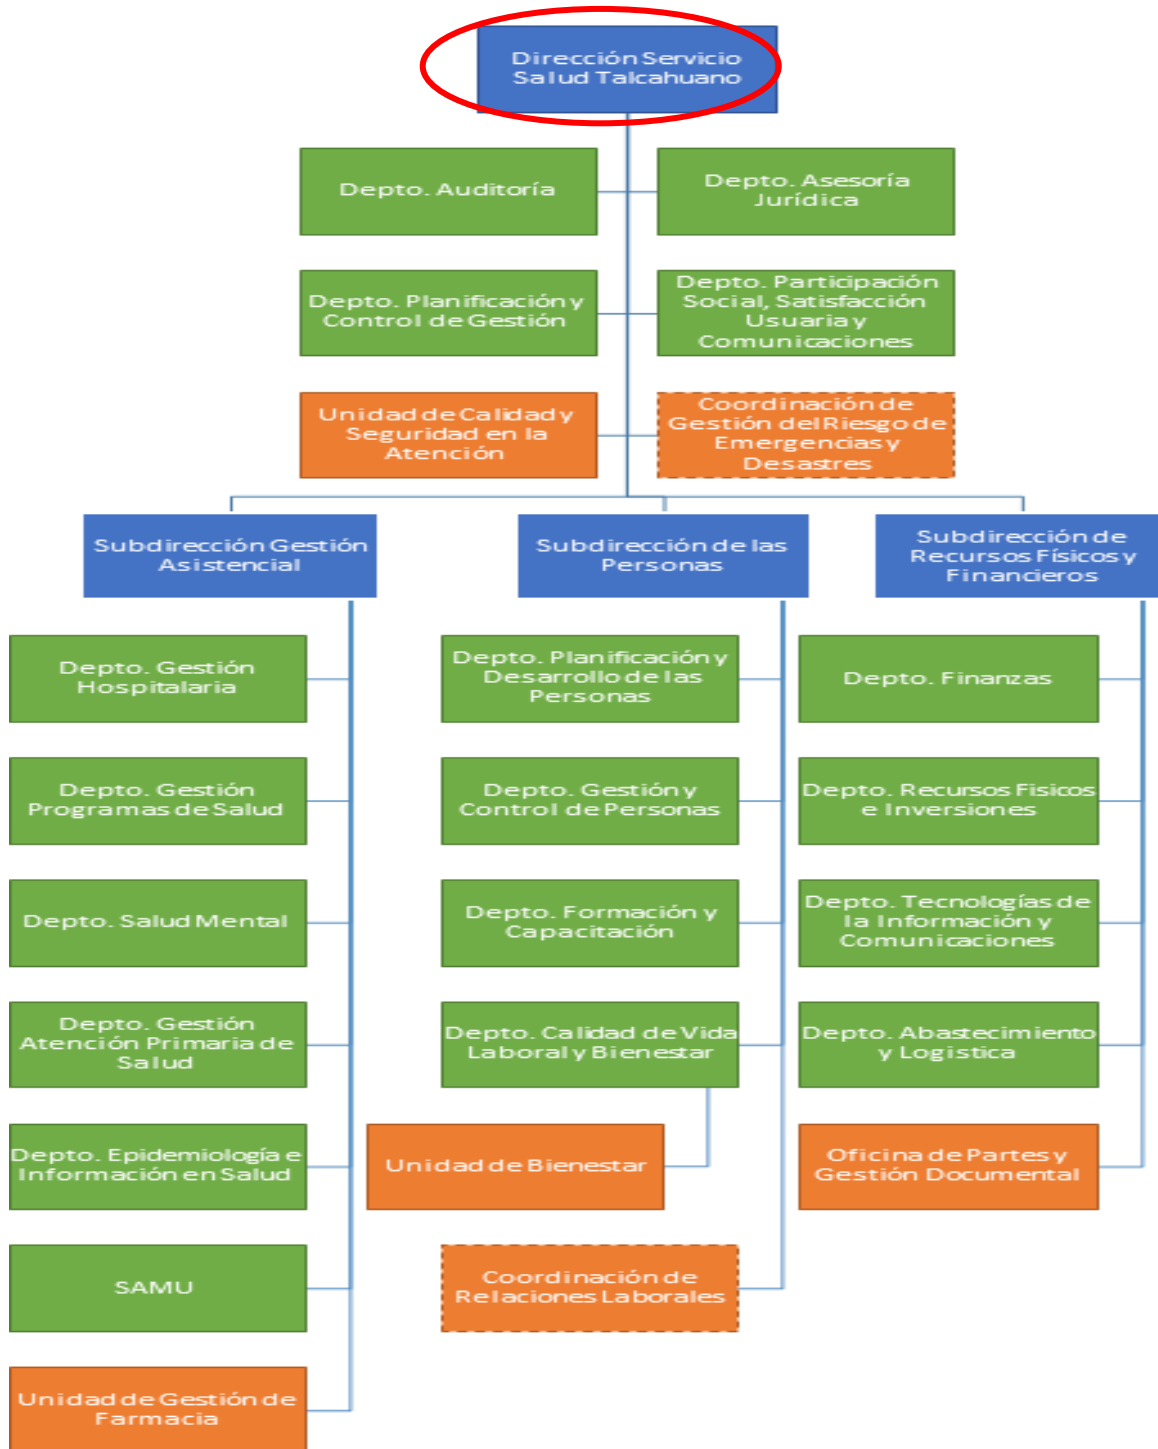 Dirección Servicio
Salud Talcahuano
Depto. Auditoría
Depto. Asesoría
Jurídica
Depto. Planificación y
Control de Gestión
Depto. Participación
Social, Satisfacción
Usuaria y
Comunicaciones
Unidad de Calidad y
Seguridad en la
Atención
Coordinación de
Gestión del Riesgo de
Emergencias y
Desastres
Subdirección Gestión
Asistencial
Depto. Gestión
Hospitalaria
Depto. Gestión
Programas de Salud
Depto. Salud Mental
Depto. Gestión
Atención Primaria de
Salud
Depto. Epidemiología e
Información en Salud
SAMU
Unidad de Gestión de
Farmacia
Subdirección de las
Personas
Depto. Planificación y
Desarrollo de las
Personas
Depto. Gestión y
Control de Personas
Depto. Formación y
Capacitación
Depto. Calidad de Vida
Laboral y Bienestar
Unidad de Bienestar
Coordinación de
Relaciones Laborales
Subdirección de
Recursos Físicos y
Financieros
Depto. Finanzas
Depto. Recursos Fisicos
e Inversiones
Depto. Tecnologías de
la Información y
Comunicaciones
Depto. Abastecimiento
y Logistica
Oficina de Partes y
Gestión Documental